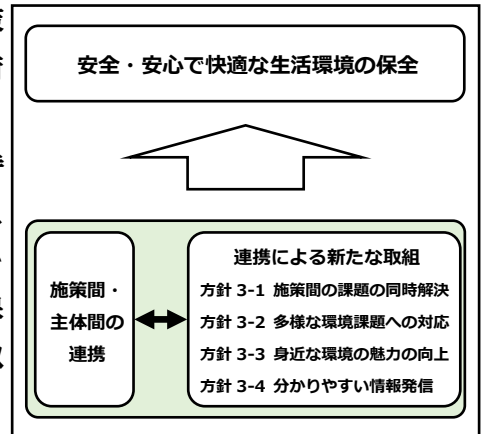 安全・安心で快適な生活環境の保全
施策間・
主体間の
連携
連携による新たな取組
方針 3-1 施策間の課題の同時解決
方針 3-2 多様な環境課題への対応
方針 3-3 身近な環境の魅力の向上
方針 3-4 分かりやすい情報発信